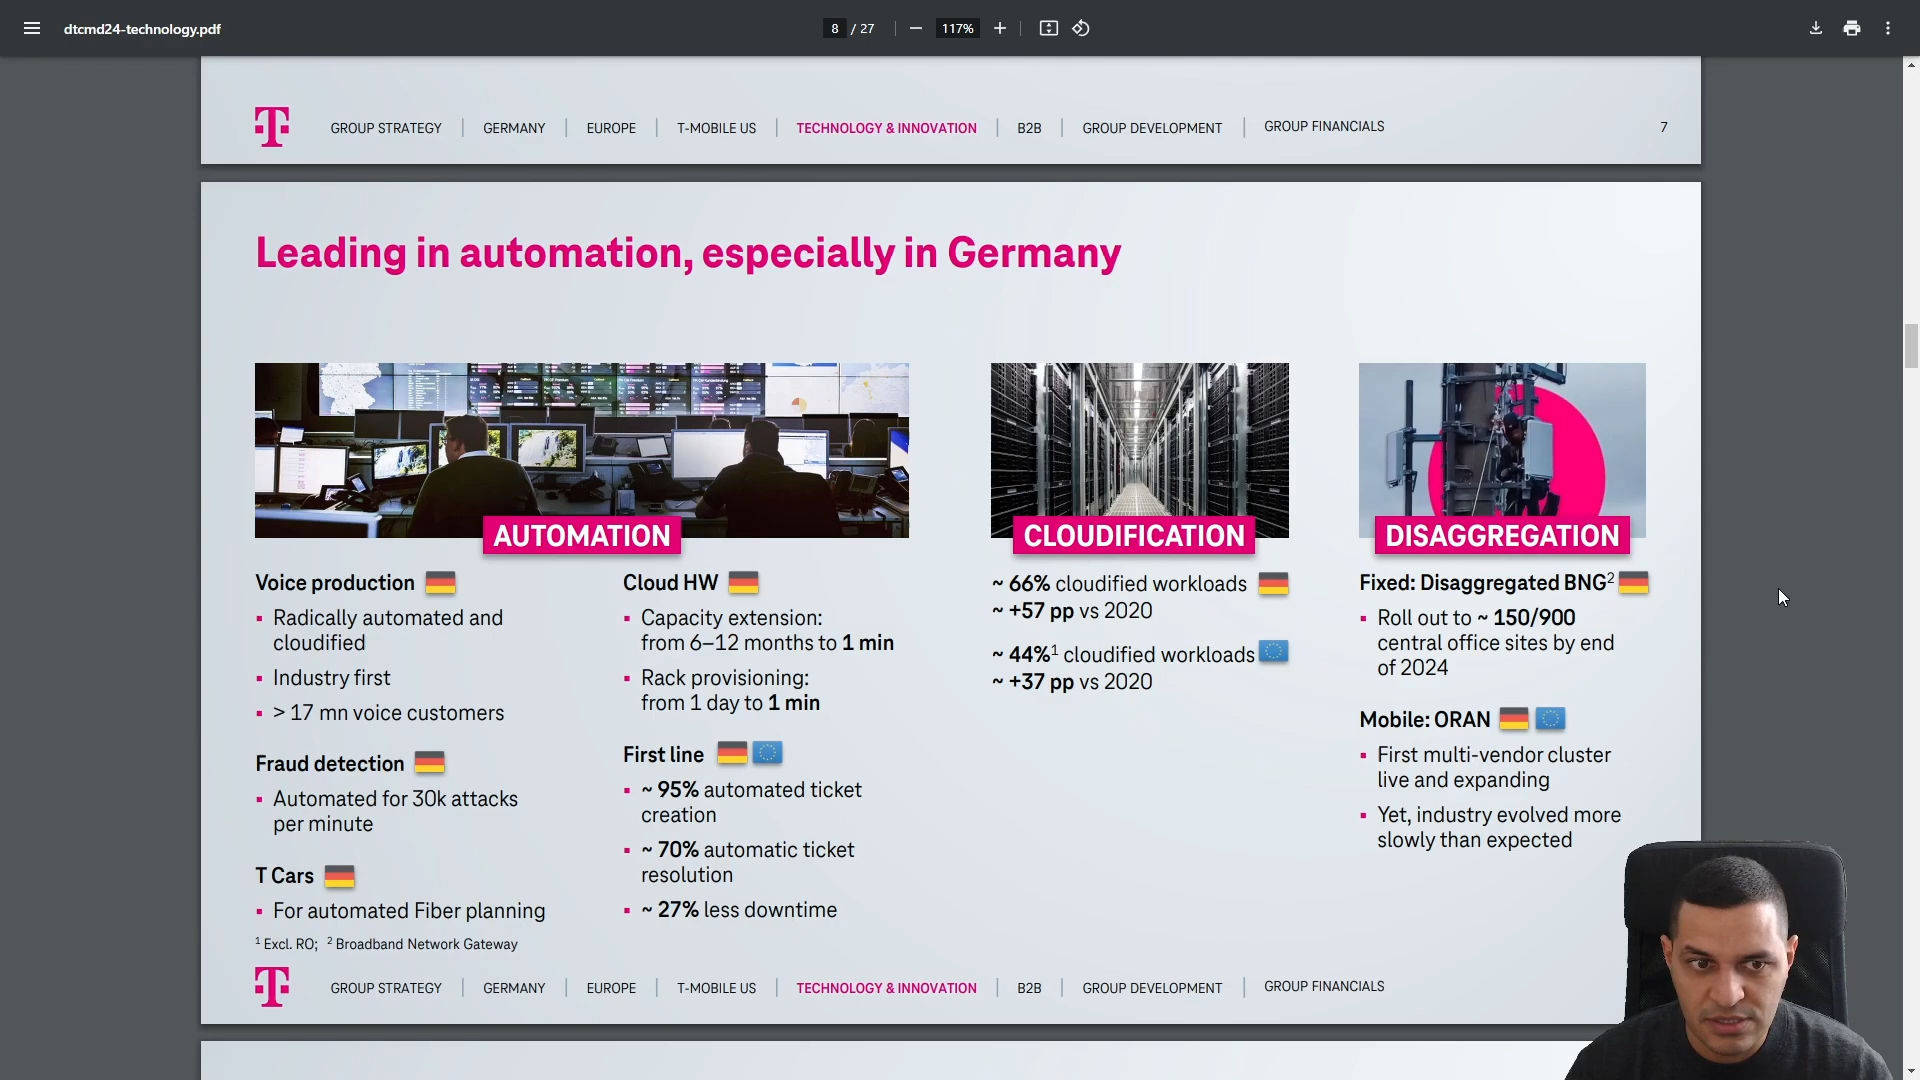 dtcmd24-technology.pdf
8 / 27
117%
T
GROUP STRATEGY | GERMANY | EUROPE | T-MOBILE US | TECHNOLOGY & INNOVATION | B2B | GROUP DEVELOPMENT | GROUP FINANCIALS
7
Leading in automation, especially in Germany
AUTOMATION
Voice production
▪ Radically automated and
cloudified
▪ Industry first
▪ > 17 mn voice customers
Fraud detection
▪ Automated for 30k attacks
per minute
T Cars
▪ For automated Fiber planning
Cloud HW
▪ Capacity extension:
from 6–12 months to 1 min
▪ Rack provisioning:
from 1 day to 1 min
First line
▪ ~ 95% automated ticket
creation
▪ ~ 70% automatic ticket
resolution
▪ ~ 27% less downtime
CLOUDIFICATION
~ 66% cloudified workloads
~ +57 pp vs 2020
~ 44%¹ cloudified workloads
~ +37 pp vs 2020
DISAGGREGATION
Fixed: Disaggregated BNG²
▪ Roll out to ~ 150/900
central office sites by end
of 2024
Mobile: ORAN
▪ First multi-vendor cluster
live and expanding
▪ Yet, industry evolved more
slowly than expected
¹ Excl. RO; ² Broadband Network Gateway
T
GROUP STRATEGY | GERMANY | EUROPE | T-MOBILE US | TECHNOLOGY & INNOVATION | B2B | GROUP DEVELOPMENT | GROUP FINANCIALS